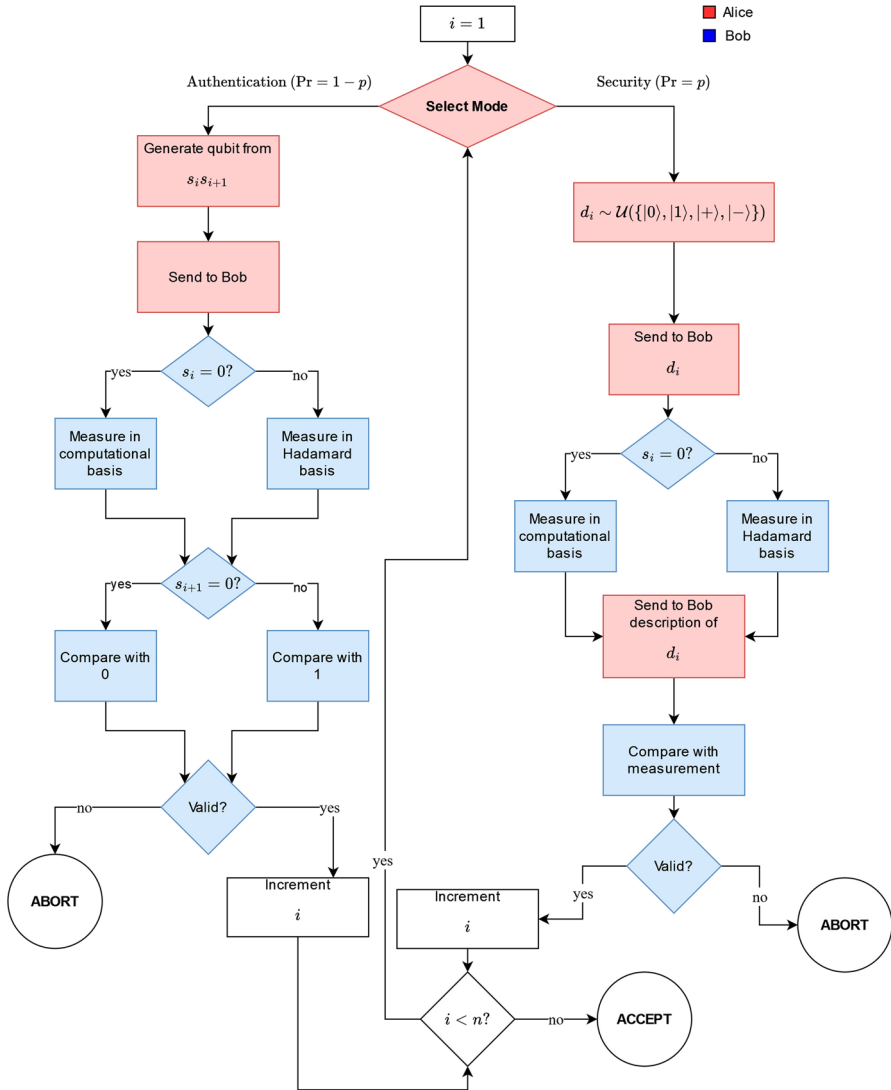 i = 1
Alice
Bob
Authentication (Pr = 1 − p)
Security (Pr = p)
Select Mode
Generate qubit from
s_i s_{i+1}
d_i ∼ 𝒰({|0⟩, |1⟩, |+⟩, |−⟩})
Send to Bob
Send to Bob
d_i
s_i = 0?
yes
no
Measure in
computational
basis
Measure in
Hadamard
basis
s_i = 0?
yes
no
Measure in
computational
basis
Measure in
Hadamard
basis
s_{i+1} = 0?
yes
no
Send to Bob
description of
d_i
Compare with
0
Compare with
1
Compare with
measurement
Valid?
no
yes
yes
Valid?
yes
no
ABORT
Increment
i
Increment
i
ABORT
i < n?
no
ACCEPT